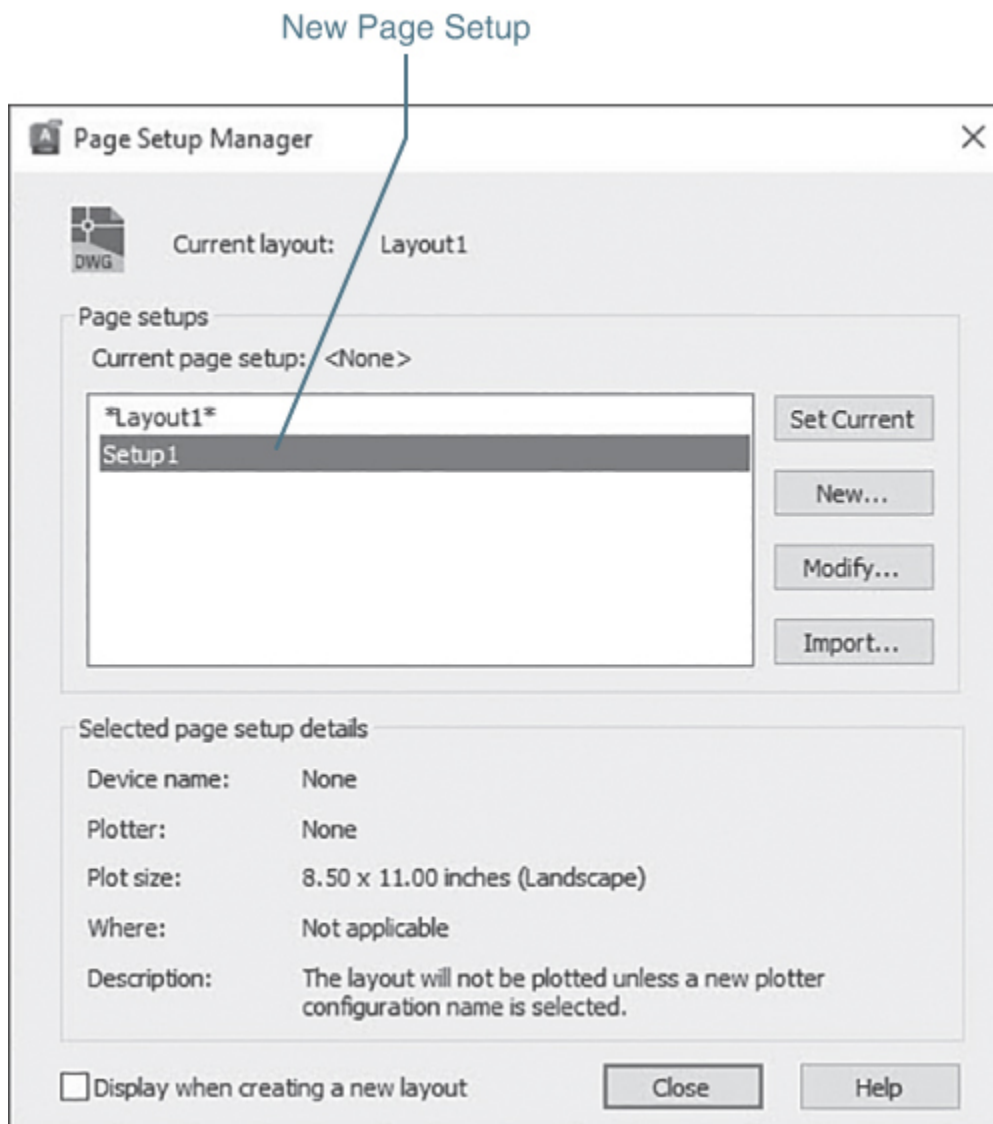 New Page Setup
A
Page Setup Manager
DWG
Current layout: Layout1
Page setups
Current page setup: <None>
*Layout1*
Setup1
Set Current
New...
Modify...
Import...
Selected page setup details
Device name: None
Plotter: None
Plot size: 8.50 x 11.00 inches (Landscape)
Where: Not applicable
Description: The layout will not be plotted unless a new plotter
configuration name is selected.
Display when creating a new layout
Close
Help